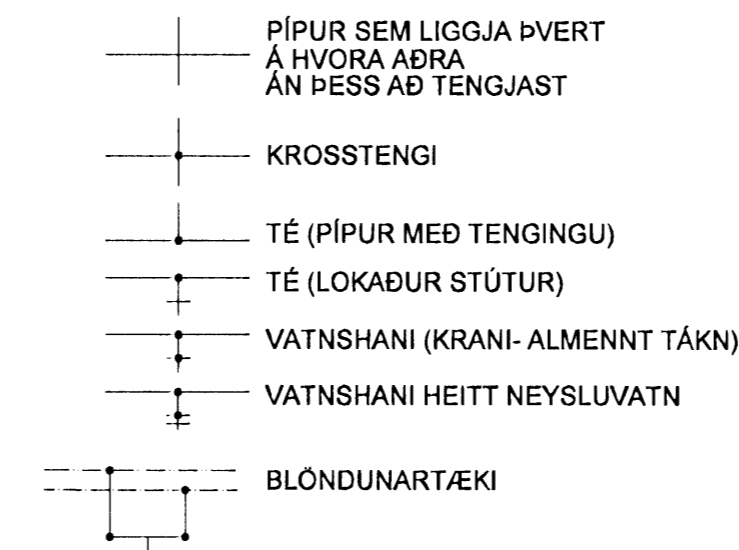 PÍPUR SEM LIGGJA ÞVERT
Á HVORA AÐRA
ÁN ÞESS AÐ TENGJAST
KROSSTENGI
TÉ (PÍPUR MEÐ TENGINGU)
TÉ (LOKAÐUR STÚTUR)
VATNSHANI (KRANI- ALMENNT TÁKN)
VATNSHANI HEITT NEYSLUVATN
BLÖNDUNARTÆKI